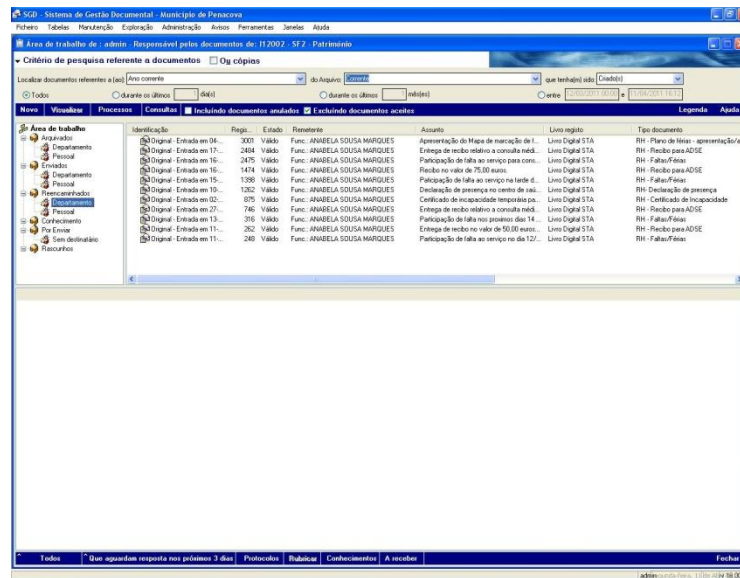 SGD - Sistema de Gestão Documental - Município de Penacova
Ficheiro Tabelas Manutenção Exploração Administração Avisos Ferramentas Janelas Ajuda
Área de trabalho de : admin - Responsável pelos documentos de: I12002 - SF2 - Património
Critério de pesquisa referente a documentos Ou cópias
Localizar documentos referentes a (ao): Ano corrente do Arquivo: Corrente que tenha(m) sido Criado(s)
Todos durante os últimos 1 dia(s) durante os últimos 1 mês(es) entre 12/03/2011 00:00 e 11/04/2011 16:12
Novo Visualizar Processos Consultas Incluindo documentos anulados Excluindo documentos aceites Legenda Ajuda
Área de trabalho
Arquivados
Departamento
Pessoal
Enviados
Departamento
Pessoal
Reencaminhados
Departamento
Pessoal
Conhecimento
Por Enviar
Sem destinatário
Rascunhos
Identificação Regis... Estado Remetente Assunto Livro registo Tipo documento
Original - Entrada em 04-... 3001 Válido Func.: ANABELA SOUSA MARQUES Apresentação do Mapa de marcação de f... Livro Digital STA RH - Plano de férias - apresentação/a
Original - Entrada em 17-... 2484 Válido Func.: ANABELA SOUSA MARQUES Entrega de recibo relativo a consulta médi... Livro Digital STA RH - Recibo para ADSE
Original - Entrada em 16-... 2475 Válido Func.: ANABELA SOUSA MARQUES Participação de falta ao serviço para cons... Livro Digital STA RH - Faltas/Férias
Original - Entrada em 16-... 1474 Válido Func.: ANABELA SOUSA MARQUES Recibo no valor de 75,00 euros. Livro Digital STA RH - Recibo para ADSE
Original - Entrada em 15-... 1398 Válido Func.: ANABELA SOUSA MARQUES Paticipação de falta ao serviço na tarde d... Livro Digital STA RH - Faltas/Férias
Original - Entrada em 10-... 1262 Válido Func.: ANABELA SOUSA MARQUES Declaração de presença no centro de saú... Livro Digital STA RH- Declaração de presença
Original - Entrada em 02-... 875 Válido Func.: ANABELA SOUSA MARQUES Certificado de incapacidade temporária pa... Livro Digital STA RH - Certificado de Incapacidade
Original - Entrada em 27-... 746 Válido Func.: ANABELA SOUSA MARQUES Entrega de recibo relativo a consulta médi... Livro Digital STA RH - Recibo para ADSE
Original - Entrada em 13-... 316 Válido Func.: ANABELA SOUSA MARQUES Participação de falta nos proximos dias 14 ... Livro Digital STA RH - Faltas/Férias
Original - Entrada em 11-... 262 Válido Func.: ANABELA SOUSA MARQUES Entrega de recibo no valor de 50,00 euros... Livro Digital STA RH - Recibo para ADSE
Original - Entrada em 11-... 248 Válido Func.: ANABELA SOUSA MARQUES Participação de falta ao serviço no dia 12/... Livro Digital STA RH - Faltas/Férias
Todos Que aguardam resposta nos próximos 3 dias Protocolos Rubricar Conhecimentos A receber Fechar
admin